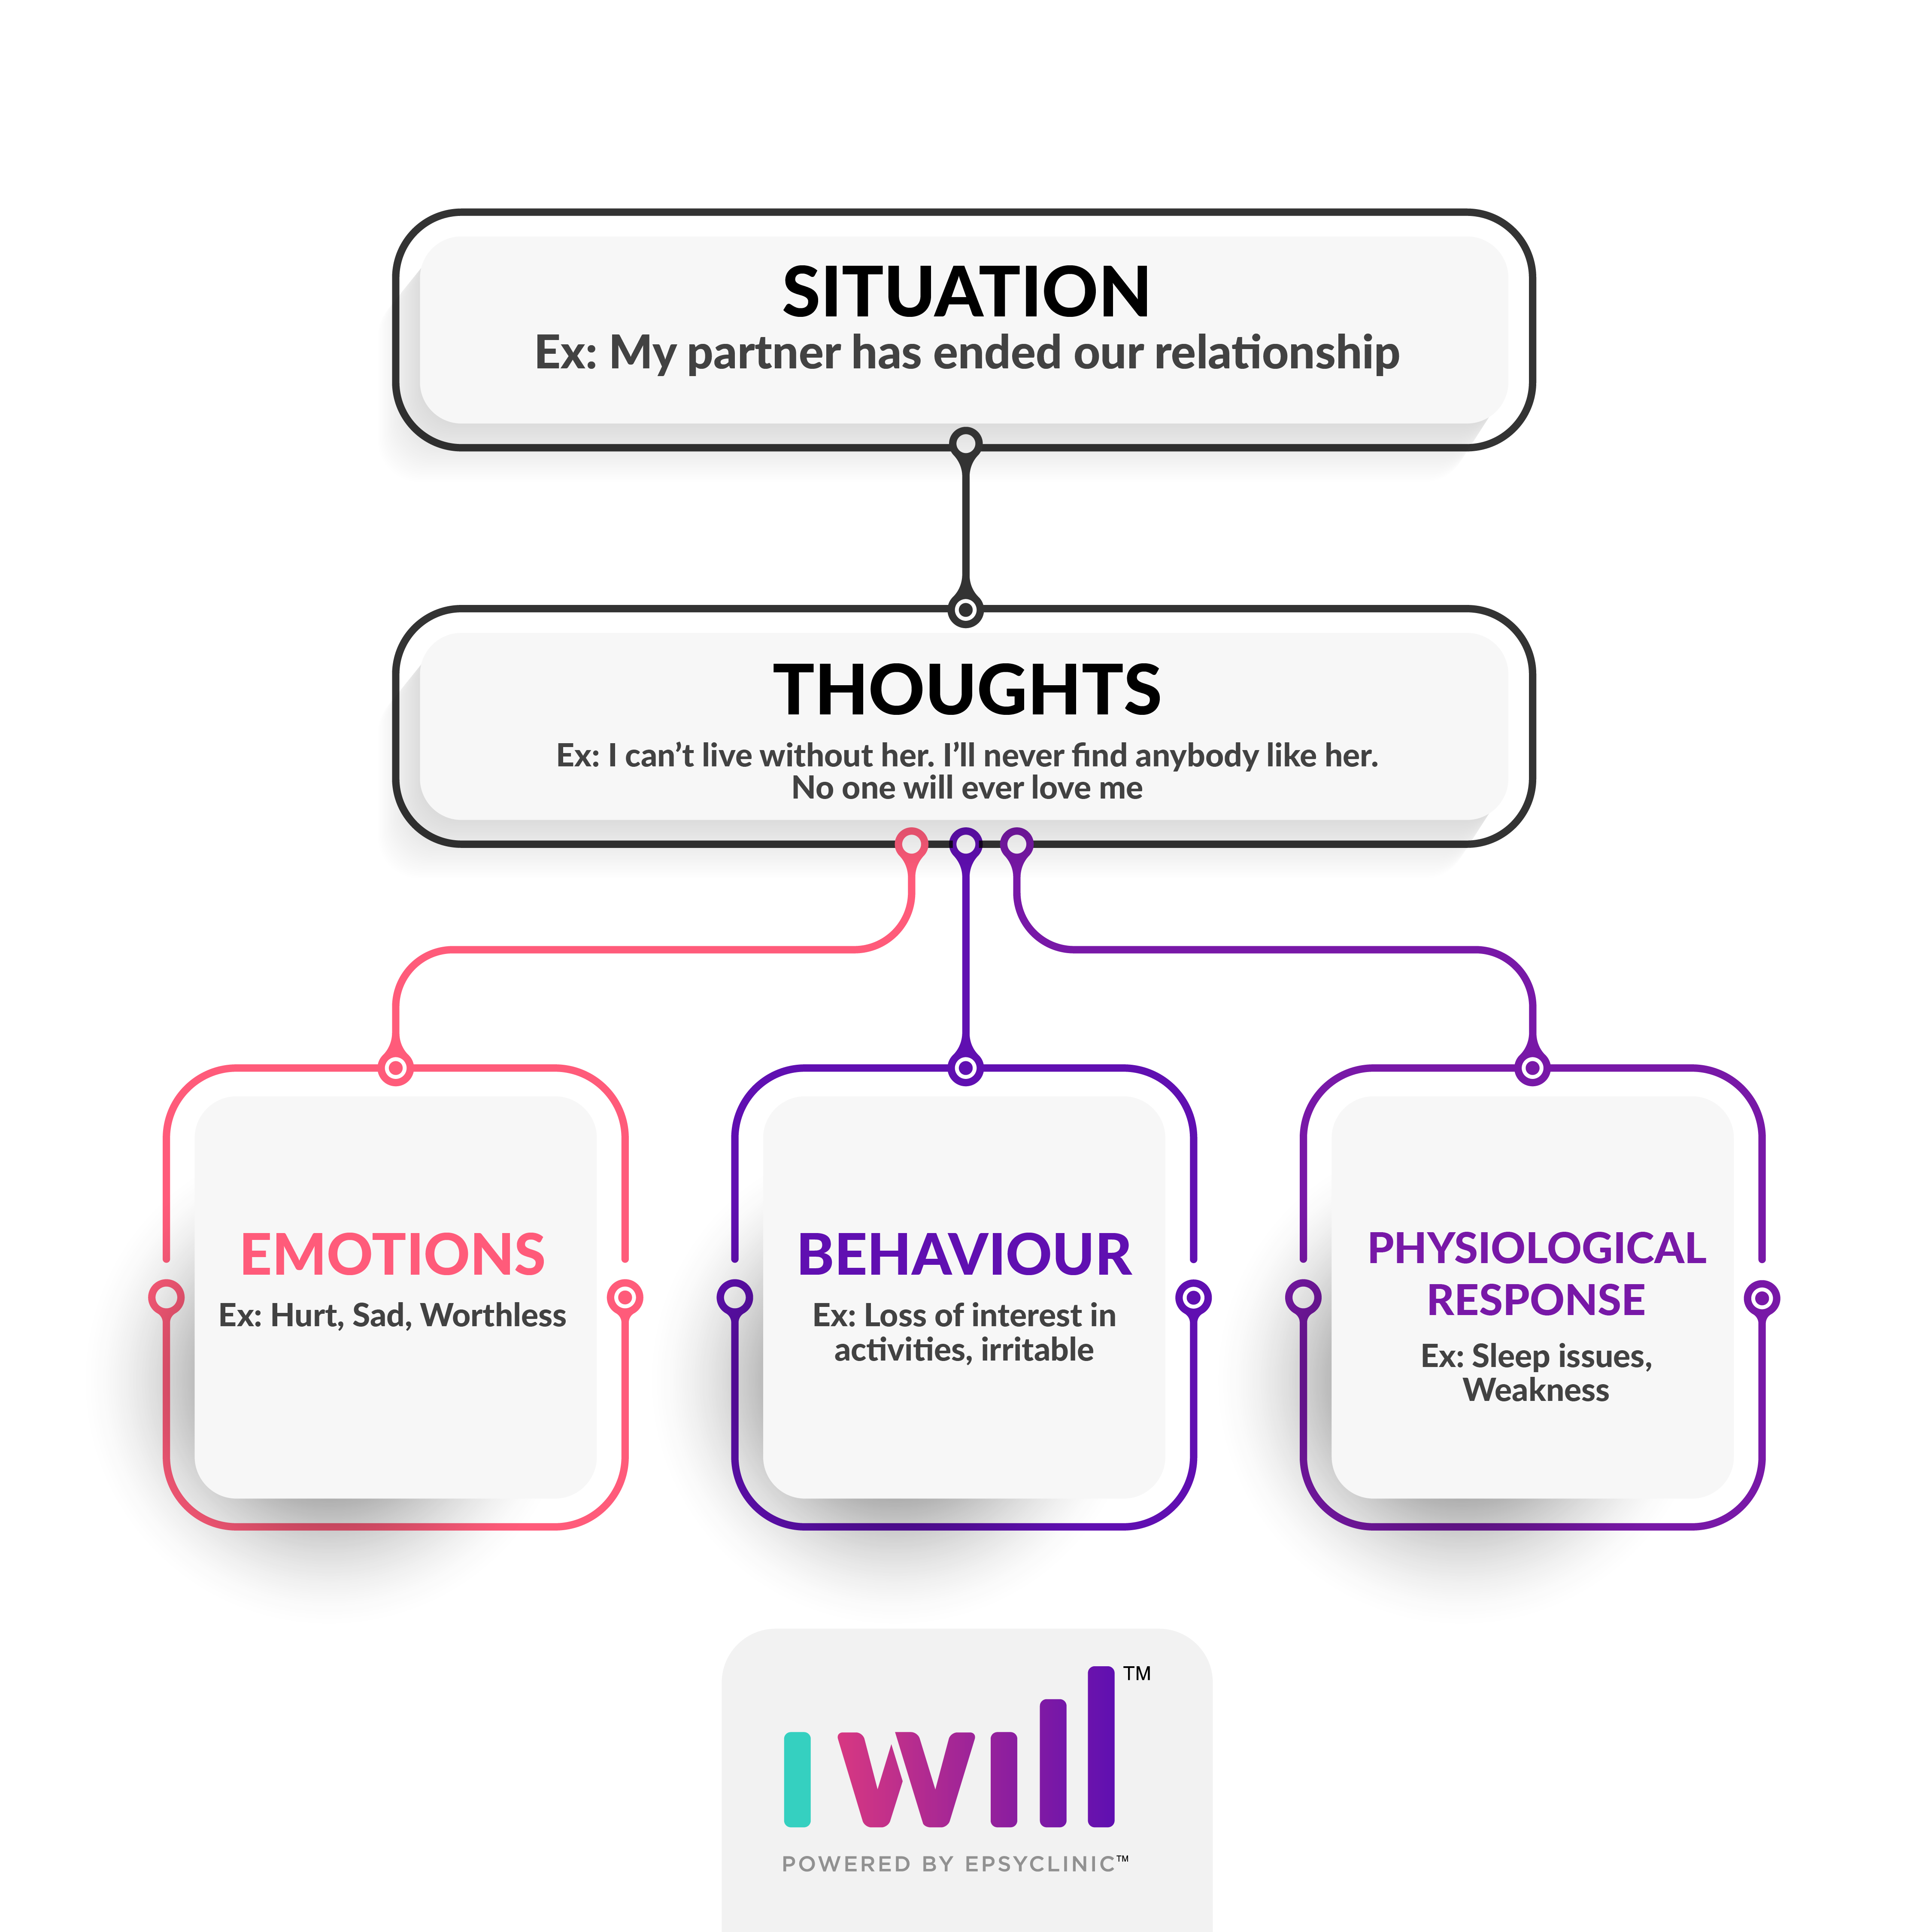 SITUATION
Ex: My partner has ended our relationship
THOUGHTS
Ex: I can’t live without her. I’ll never find anybody like her.
No one will ever love me
EMOTIONS
Ex: Hurt, Sad, Worthless
BEHAVIOUR
Ex: Loss of interest in
activities, irritable
PHYSIOLOGICAL
RESPONSE
Ex: Sleep issues,
Weakness
I will™
POWERED BY EPSYCLINIC™